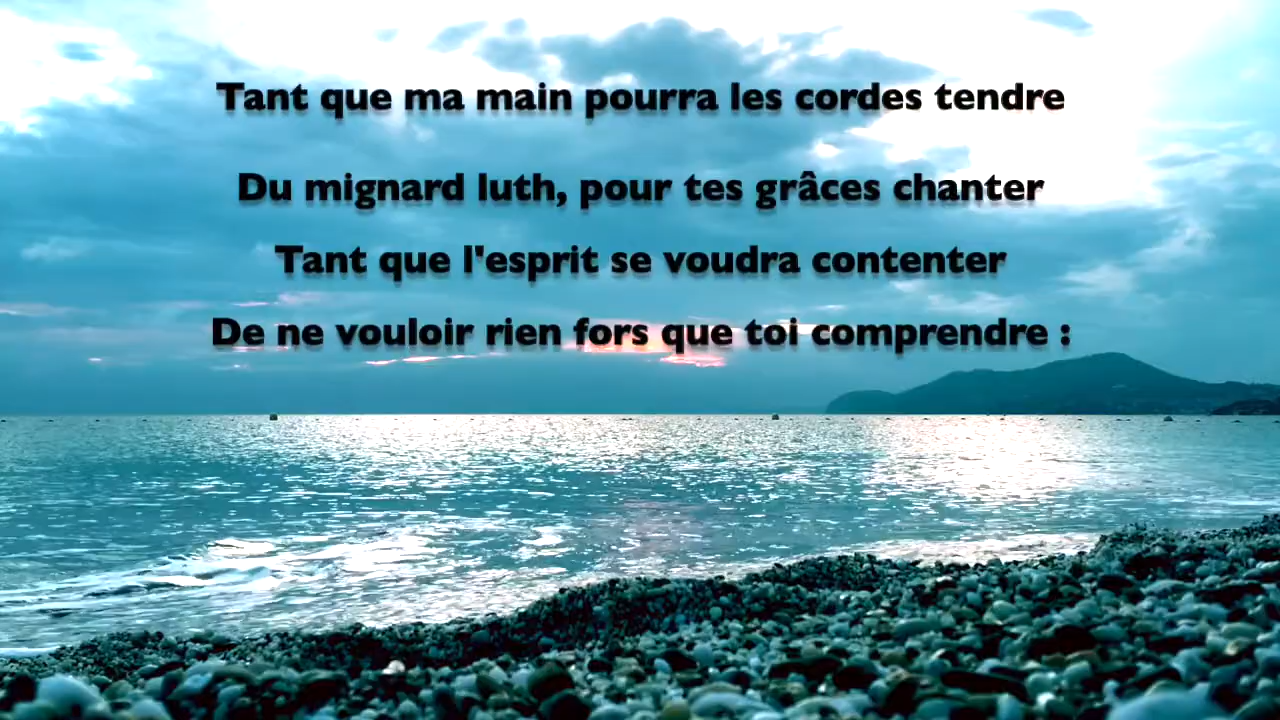 Tant que ma main pourra les cordes tendre
Du mignard luth, pour tes grâces chanter
Tant que l'esprit se voudra contenter
De ne vouloir rien fors que toi comprendre :